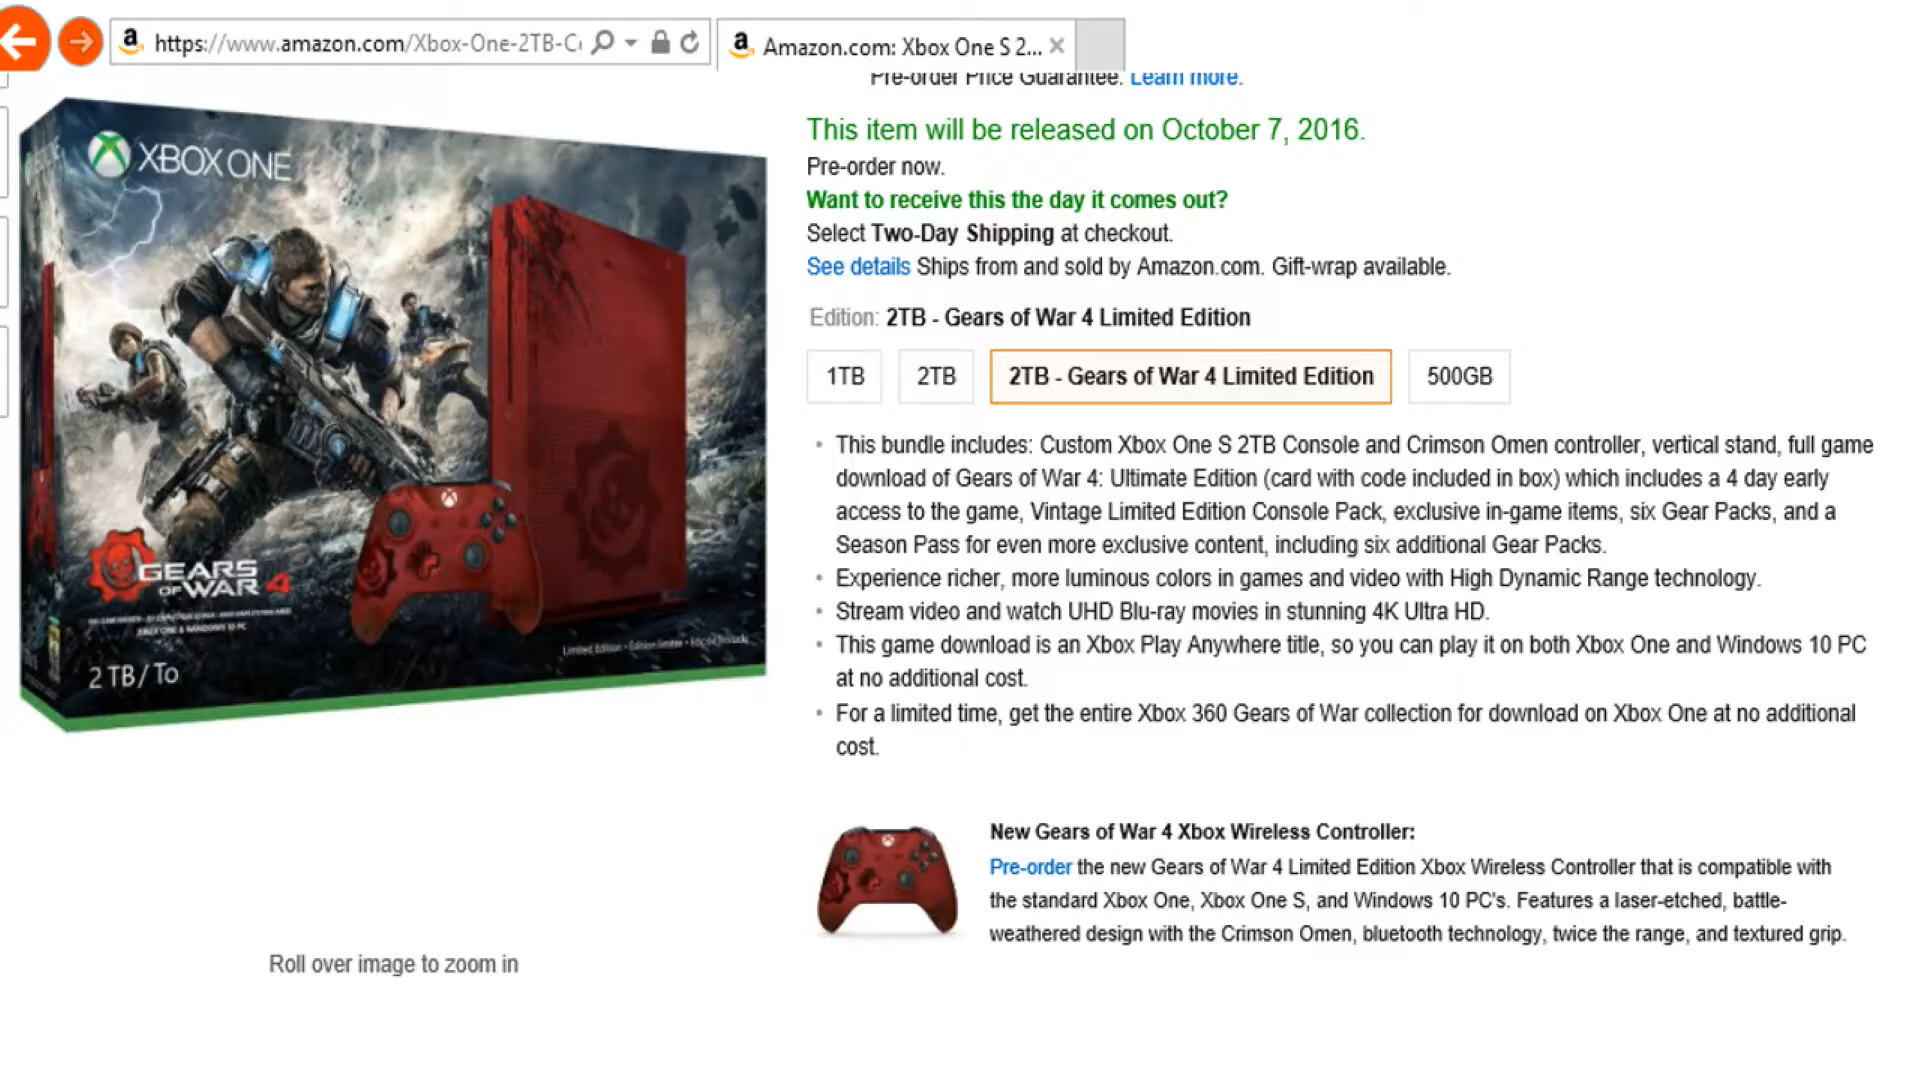 https://www.amazon.com/Xbox-One-2TB-C
Amazon.com: Xbox One S 2...
Pre-order Price Guarantee. Learn more.
This item will be released on October 7, 2016.
Pre-order now.
Want to receive this the day it comes out?
Select Two-Day Shipping at checkout.
See details Ships from and sold by Amazon.com. Gift-wrap available.
Edition: 2TB - Gears of War 4 Limited Edition
1TB 2TB 2TB - Gears of War 4 Limited Edition 500GB
• This bundle includes: Custom Xbox One S 2TB Console and Crimson Omen controller, vertical stand, full game
download of Gears of War 4: Ultimate Edition (card with code included in box) which includes a 4 day early
access to the game, Vintage Limited Edition Console Pack, exclusive in-game items, six Gear Packs, and a
Season Pass for even more exclusive content, including six additional Gear Packs.
• Experience richer, more luminous colors in games and video with High Dynamic Range technology.
• Stream video and watch UHD Blu-ray movies in stunning 4K Ultra HD.
• This game download is an Xbox Play Anywhere title, so you can play it on both Xbox One and Windows 10 PC
at no additional cost.
• For a limited time, get the entire Xbox 360 Gears of War collection for download on Xbox One at no additional
cost.
New Gears of War 4 Xbox Wireless Controller:
Pre-order the new Gears of War 4 Limited Edition Xbox Wireless Controller that is compatible with
the standard Xbox One, Xbox One S, and Windows 10 PC's. Features a laser-etched, battle-
weathered design with the Crimson Omen, bluetooth technology, twice the range, and textured grip.
XBOX ONE
GEARS
OF WAR 4
XBOX ONE & WINDOWS 10 PC
2 TB / To
Limited Edition • Edition limitée •
Roll over image to zoom in